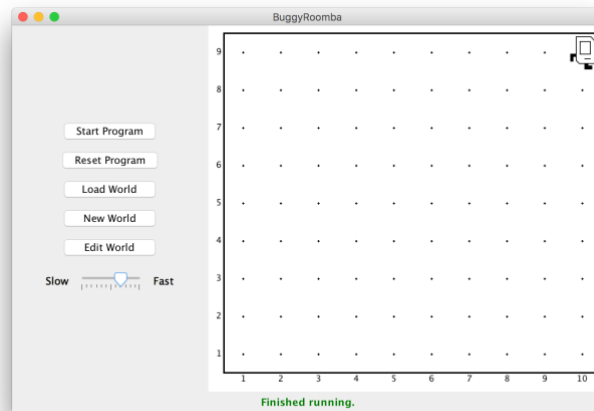 BuggyRoomba
Start Program
Reset Program
Load World
New World
Edit World
Slow Fast
9
8
7
6
5
4
3
2
1
1 2 3 4 5 6 7 8 9 10
Finished running.